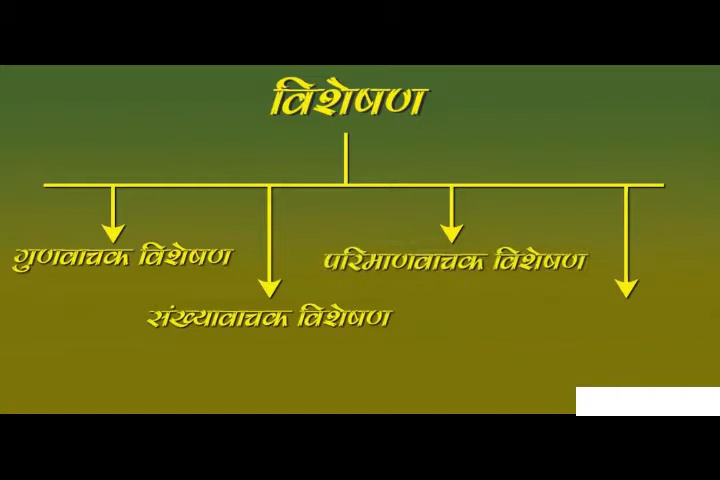 विशेषण
गुणवाचक विशेषण
परिमाणवाचक विशेषण
संख्यावाचक विशेषण